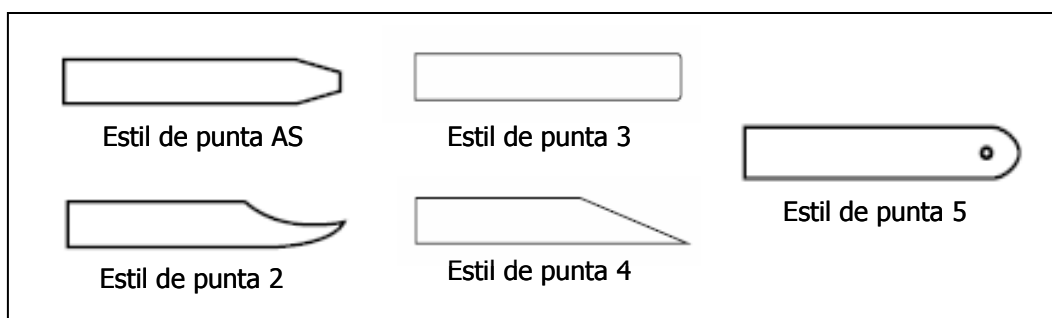 Estil de punta AS
Estil de punta 3
Estil de punta 5
Estil de punta 2
Estil de punta 4